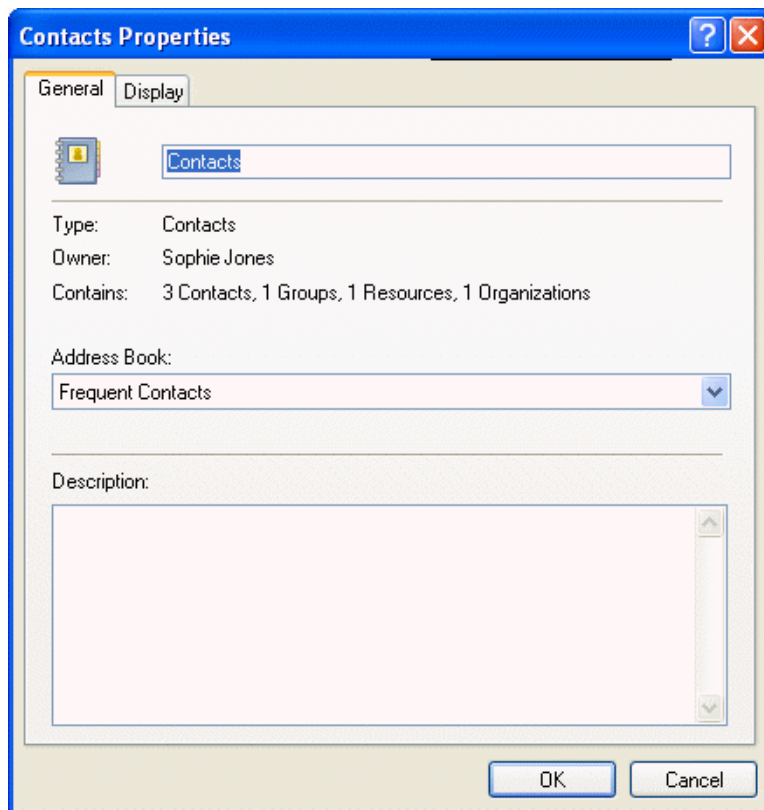 Contacts Properties
General Display
Contacts
Type: Contacts
Owner: Sophie Jones
Contains: 3 Contacts, 1 Groups, 1 Resources, 1 Organizations
Address Book:
Frequent Contacts
Description:
OK Cancel